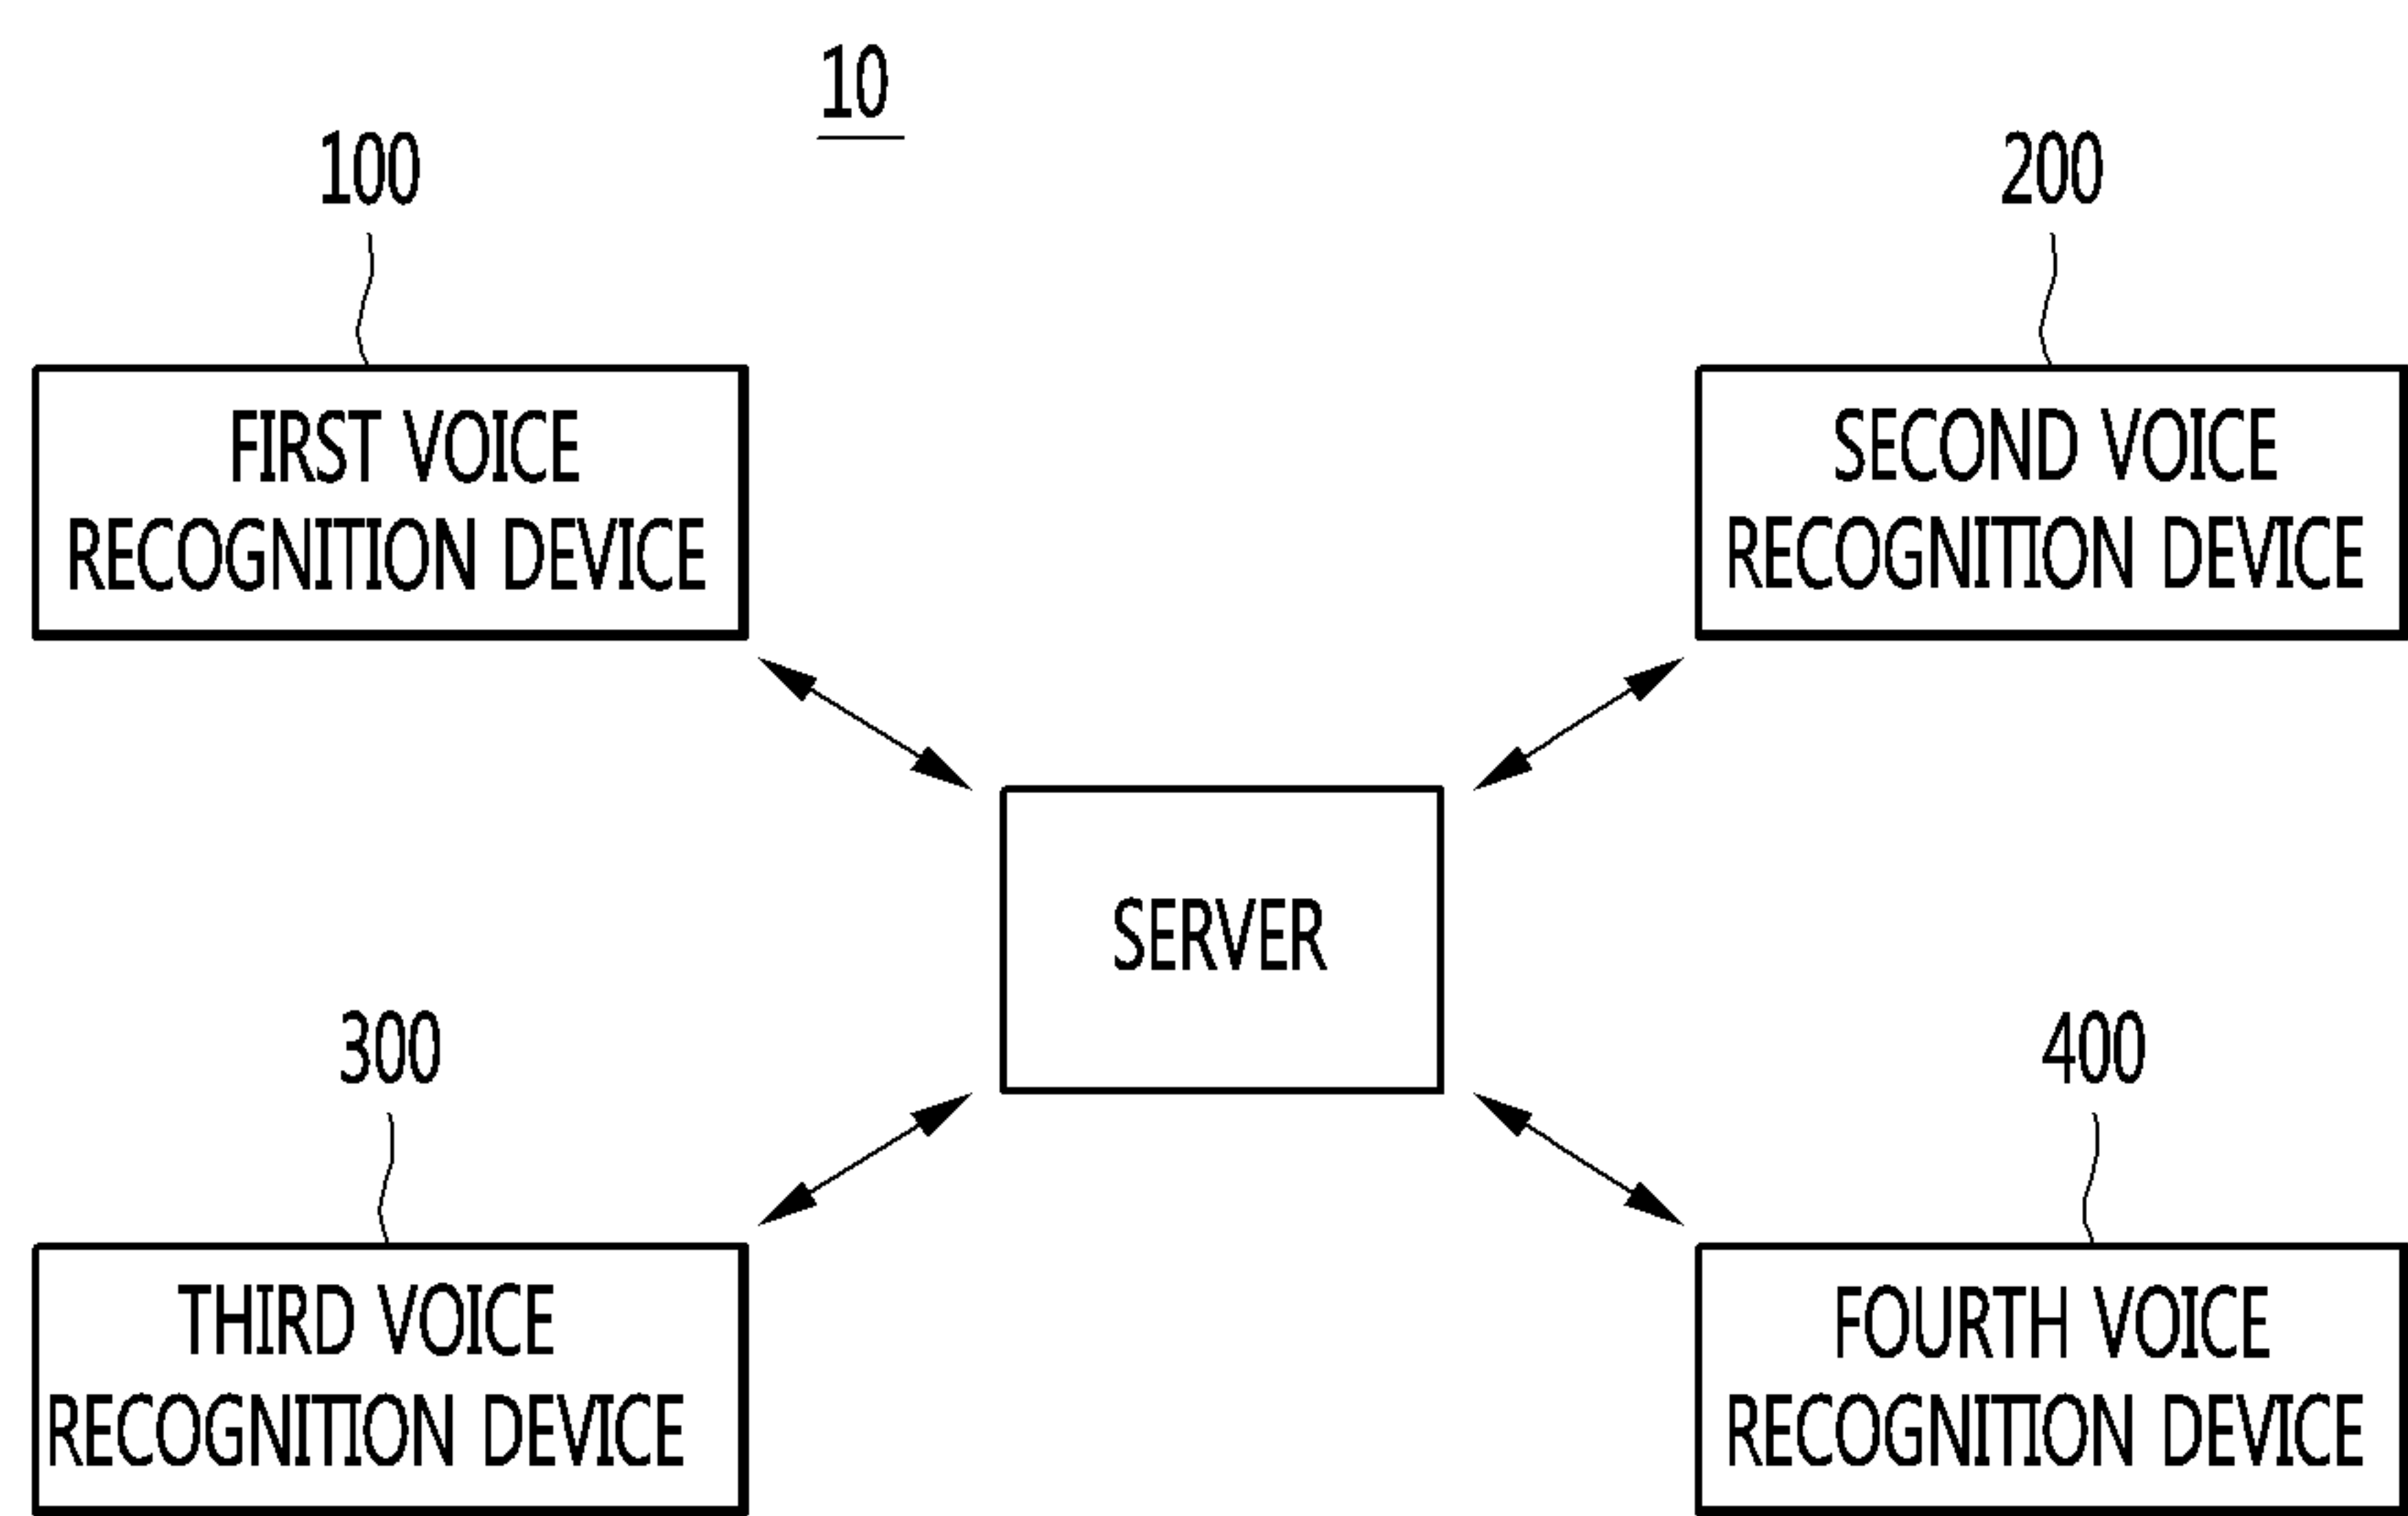 10
100
200
FIRST VOICE
RECOGNITION DEVICE
SECOND VOICE
RECOGNITION DEVICE
SERVER
300
400
THIRD VOICE
RECOGNITION DEVICE
FOURTH VOICE
RECOGNITION DEVICE